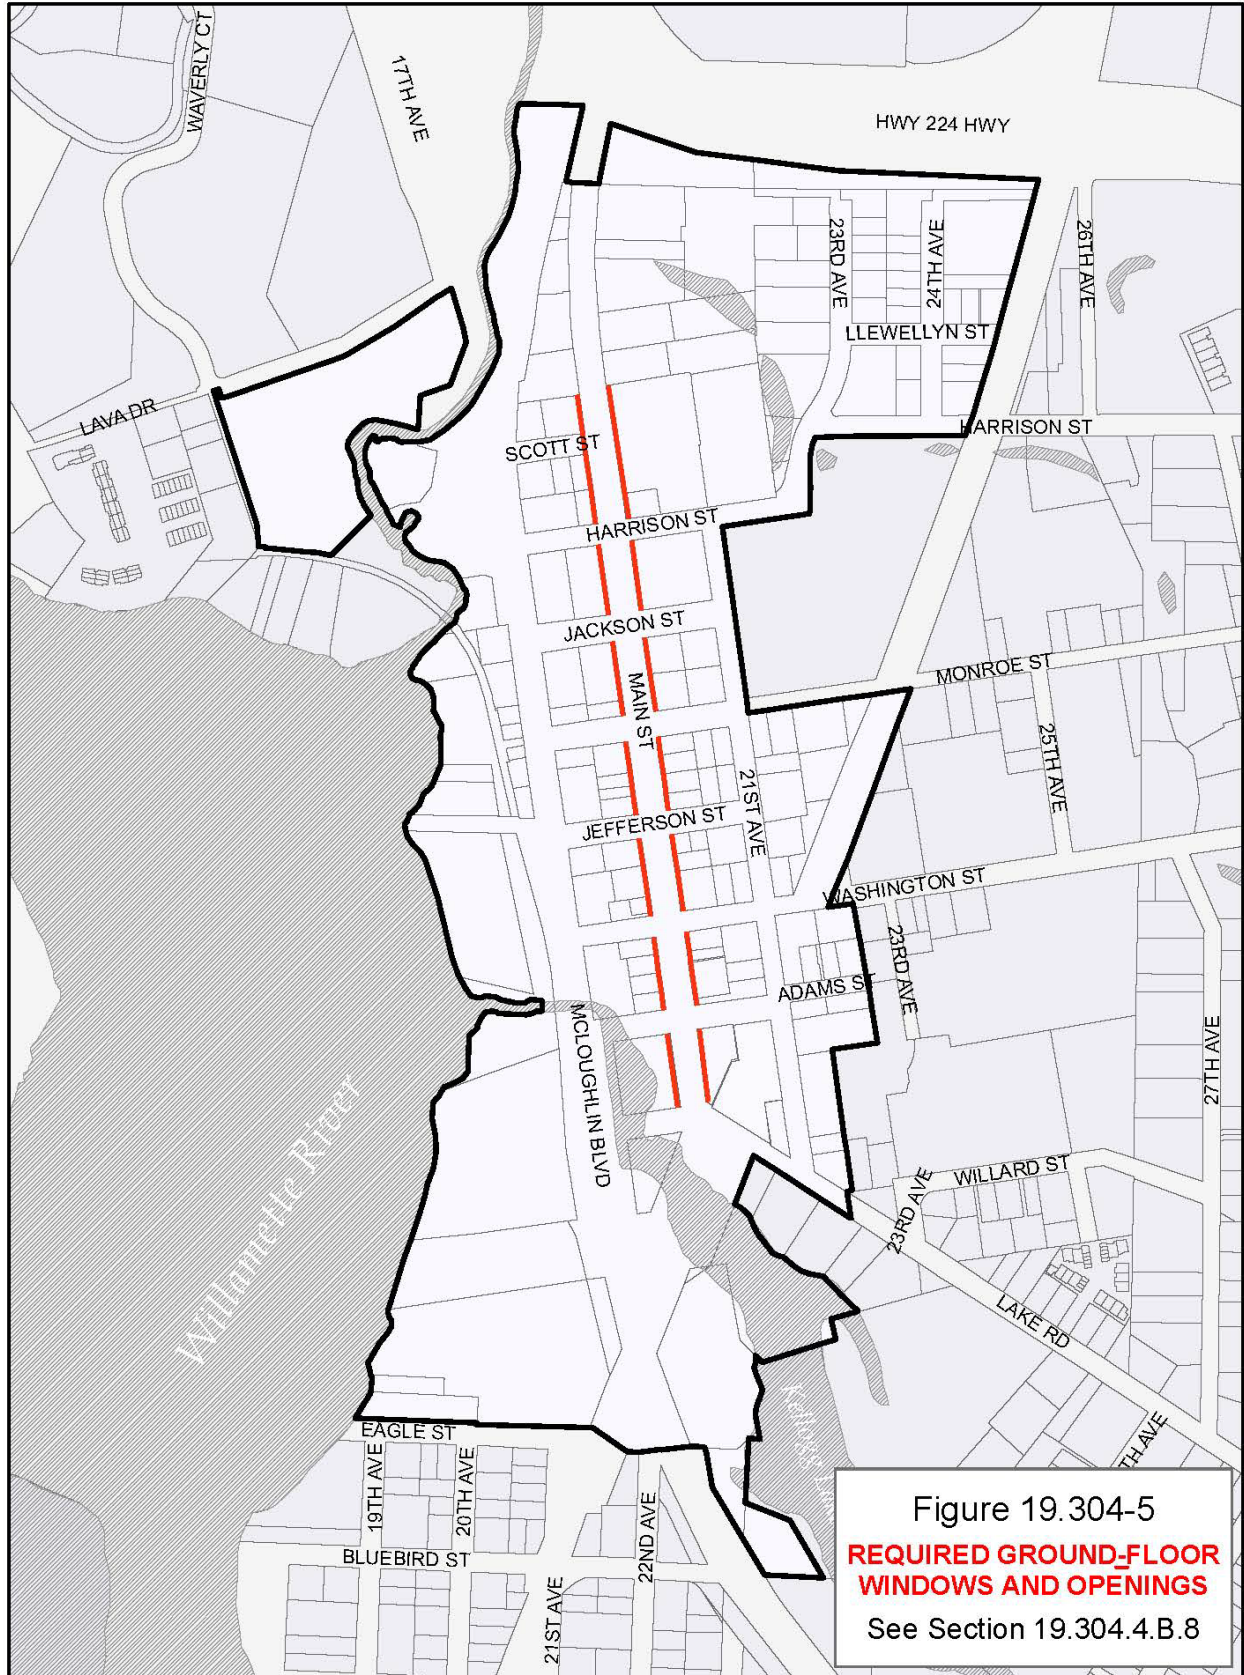 WAVERLY CT
17TH AVE
HWY 224 HWY
23RD AVE
24TH AVE
26TH AVE
LLEWELLYN ST
LAVA DR
SCOTT ST
HARRISON ST
HARRISON ST
JACKSON ST
MAIN ST
MONROE ST
25TH AVE
21ST AVE
JEFFERSON ST
WASHINGTON ST
23RD AVE
ADAMS ST
MCLOUGHLIN BLVD
27TH AVE
Willamette River
WILLARD ST
23RD AVE
LAKE RD
Kellogg
EAGLE ST
19TH AVE
20TH AVE
22ND AVE
TH AVE
BLUEBIRD ST
21ST AVE
Figure 19.304-5
REQUIRED GROUND-FLOOR
WINDOWS AND OPENINGS
See Section 19.304.4.B.8